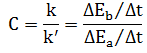 C = k/k′ = (ΔE_b/Δt)/(ΔE_a/Δt)